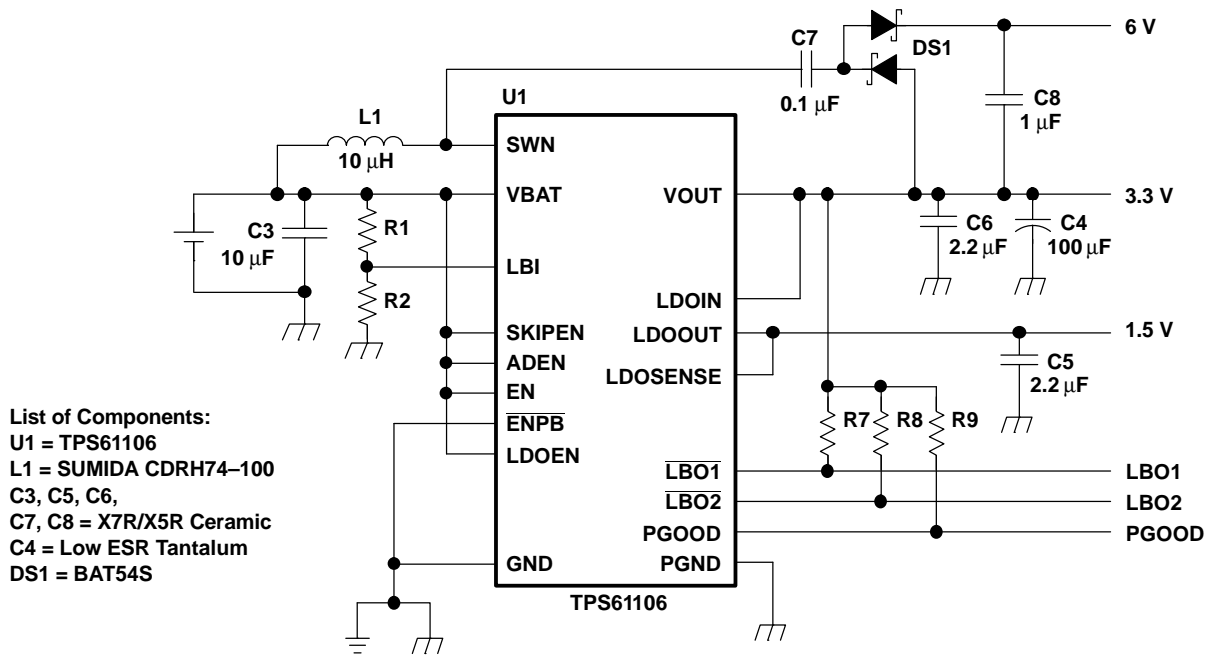 6 V
C7
DS1
0.1 μF
C8
1 μF
U1
L1
10 μH
SWN
VBAT
VOUT
3.3 V
C3
10 μF
R1
C6
2.2 μF
C4
100 μF
LBI
R2
LDOIN
SKIPEN
LDOOUT
1.5 V
ADEN
LDOSENSE
C5
2.2 μF
EN
ENPB
R7
R8
R9
LDOEN
LBO1
LBO1
LBO2
LBO2
PGOOD
PGOOD
GND
PGND
TPS61106
List of Components:
U1 = TPS61106
L1 = SUMIDA CDRH74–100
C3, C5, C6,
C7, C8 = X7R/X5R Ceramic
C4 = Low ESR Tantalum
DS1 = BAT54S